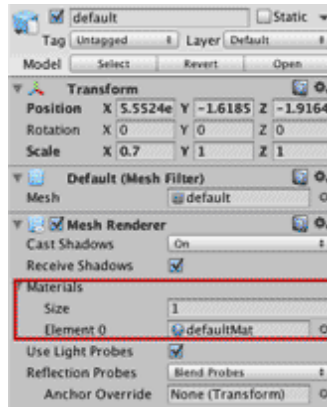 default Static
Tag Untagged Layer Default
Model Select Revert Open
Transform
Position X 5.5524e Y -1.6185 Z -1.9164
Rotation X 0 Y 0 Z 0
Scale X 0.7 Y 1 Z 1
Default (Mesh Filter)
Mesh default
Mesh Renderer
Cast Shadows On
Receive Shadows
Materials
Size 1
Element 0 defaultMat
Use Light Probes
Reflection Probes Blend Probes
Anchor Override None (Transform)